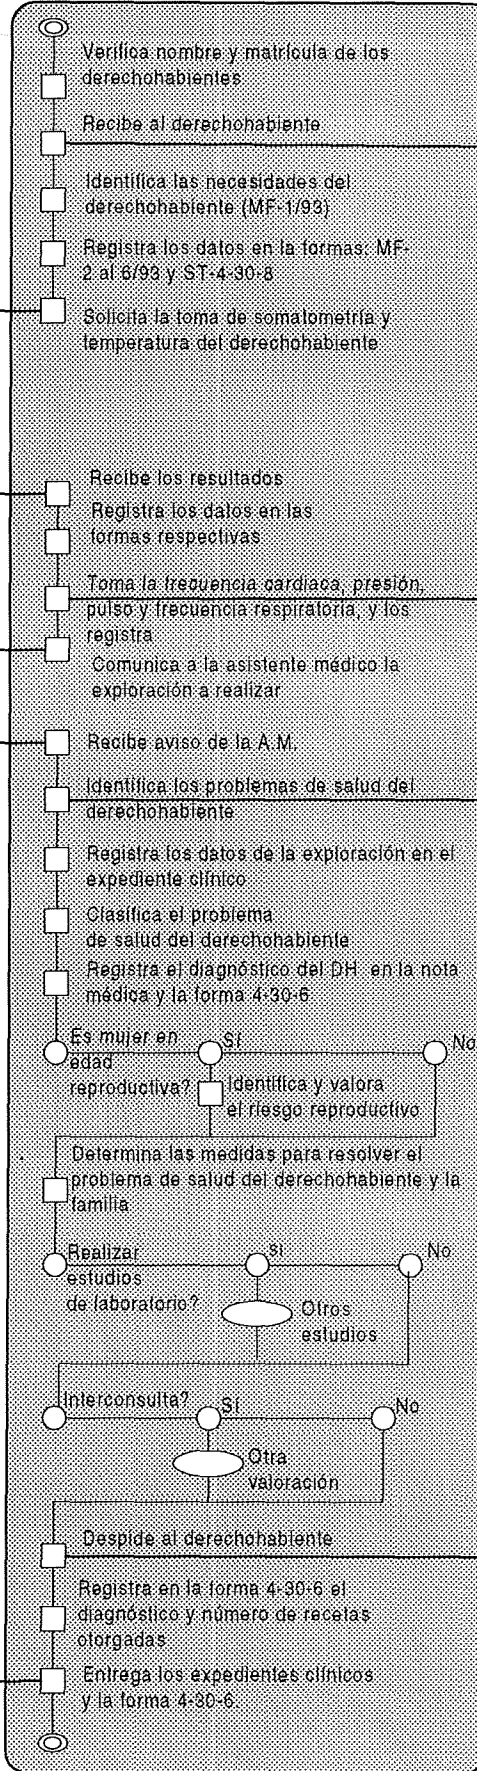 Verifica nombre y matrícula de los
derechohabientes
Recibe al derechohabiente
Identifica las necesidades del
derechohabiente (MF-1/93)
Registra los datos en la formas: MF-
2 al 6/93 y ST-4-30-8
Solicita la toma de somatometría y
temperatura del derechohabiente
Recibe los resultados
Registra los datos en las
formas respectivas
Toma la frecuencia cardiaca, presión,
pulso y frecuencia respiratoria, y los
registra
Comunica a la asistente médico la
exploración a realizar
Recibe aviso de la A.M.
Identifica los problemas de salud del
derechohabiente
Registra los datos de la exploración en el
expediente clínico
Clasifica el problema
de salud del derechohabiente
Registra el diagnóstico del DH en la nota
médica y la forma 4-30-6
Es mujer en
edad
reproductiva?
Sí
No
Identifica y valora
el riesgo reproductivo
Determina las medidas para resolver el
problema de salud del derechohabiente y la
familia
Realizar
estudios
de laboratorio?
si
No
Otros
estudios
Interconsulta?
Sí
No
Otra
valoración
Despide al derechohabiente
Registra en la forma 4-30-6 el
diagnóstico y número de recetas
otorgadas
Entrega los expedientes clínicos
y la forma 4-30-6.